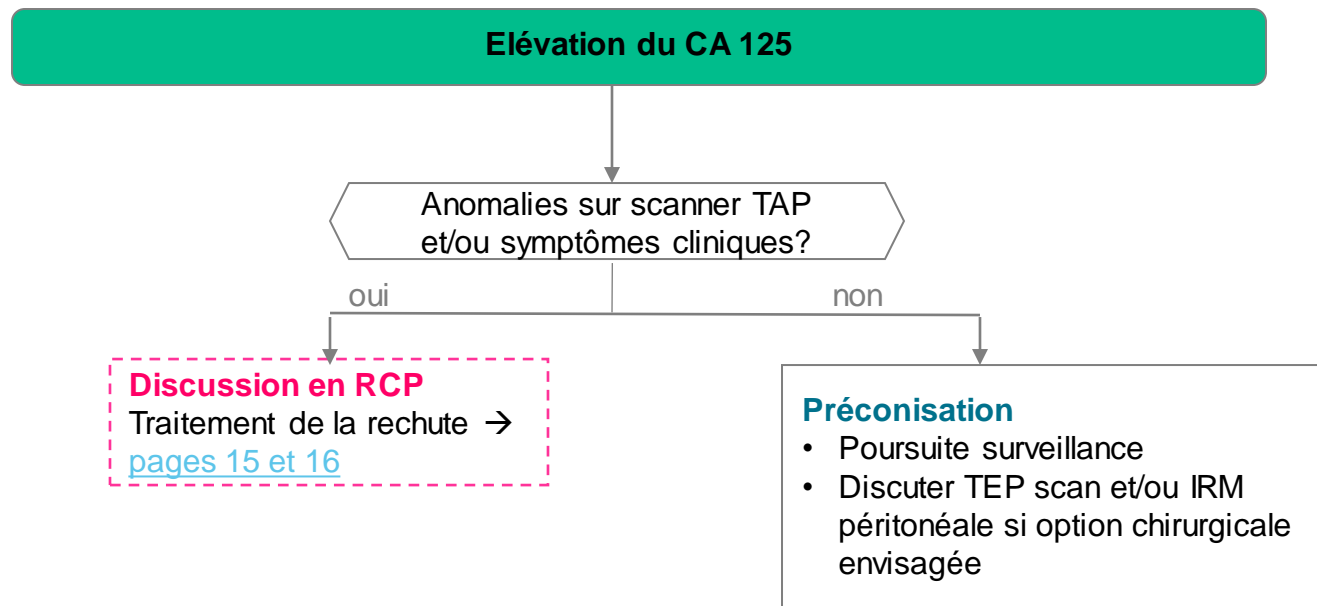 Elévation du CA 125
Anomalies sur scanner TAP
et/ou symptômes cliniques?
oui
non
Discussion en RCP
Traitement de la rechute →
pages 15 et 16
Préconisation
• Poursuite surveillance
• Discuter TEP scan et/ou IRM
péritonéale si option chirurgicale
envisagée